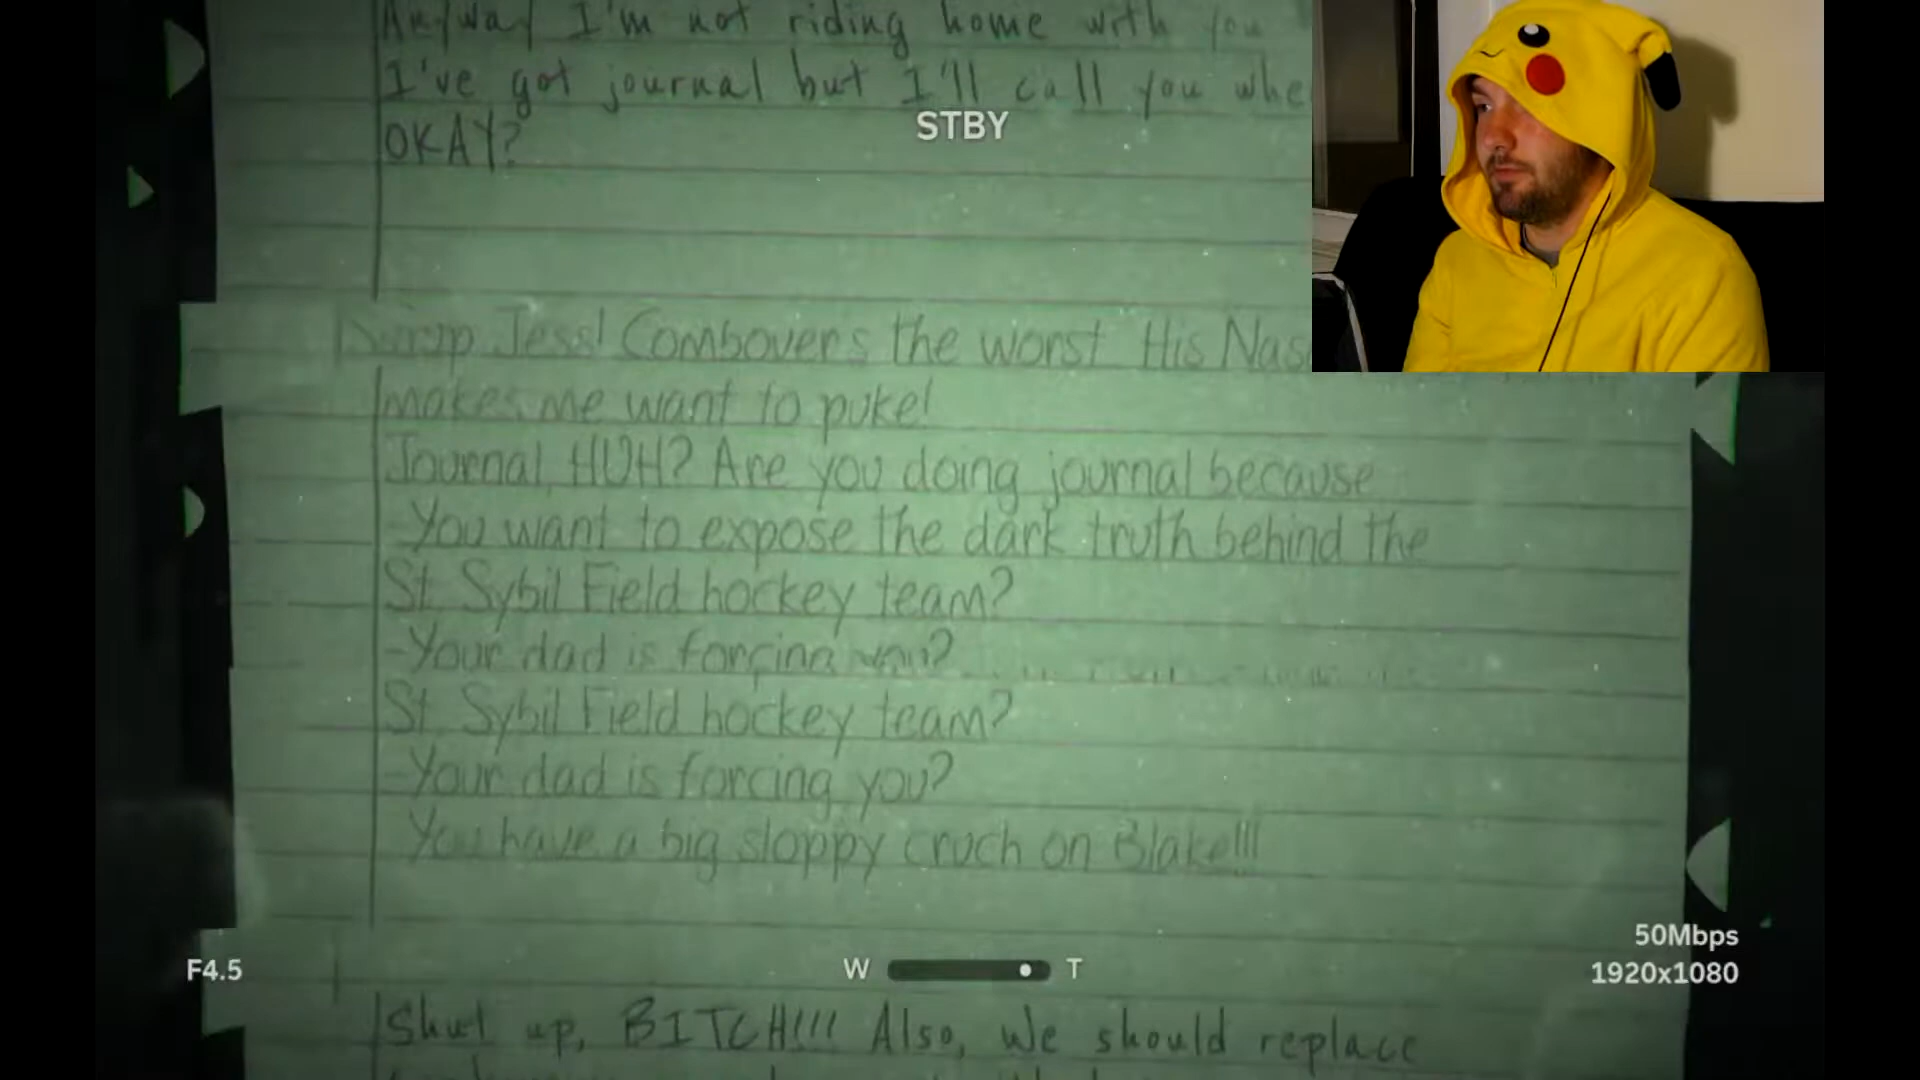 Anyway I'm not riding home with you
I've got journal but I'll call you whe
OKAY?
STBY
Jess! Combovers the worst His Nas
makes me want to puke!
Journal, HUH? Are you doing journal because
-You want to expose the dark truth behind the
St. Sybil Field hockey team?
-Your dad is forcing you?
St. Sybil Field hockey team?
-Your dad is forcing you?
You have a big sloppy cruch on Blake!!!
50Mbps
F4.5
W
T
1920x1080
Shut up, BITCH!!! Also, we should replace